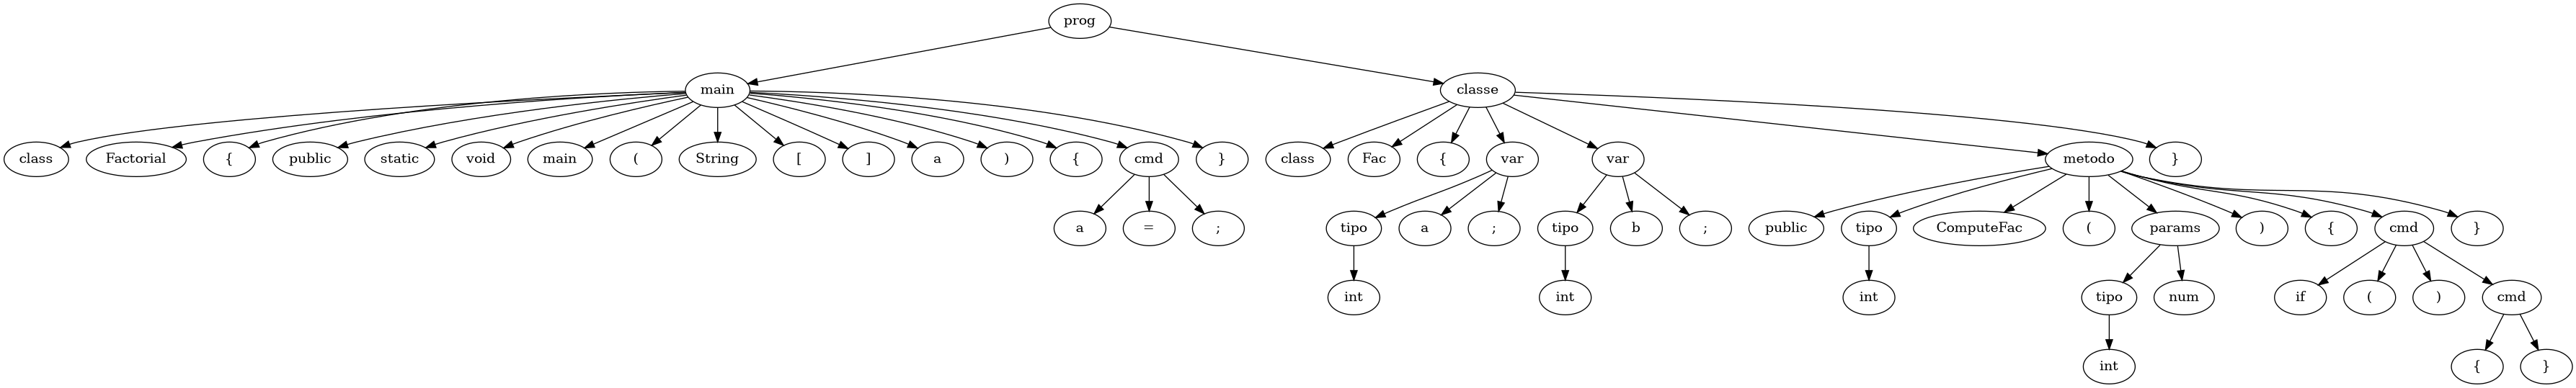 prog
main classe
class Factorial { public static void main ( String [ ] a ) { cmd } class Fac { var var metodo }
a = ; tipo a ; tipo b ; public tipo ComputeFac ( params ) { cmd }
int int int tipo num if ( ) cmd
int { }